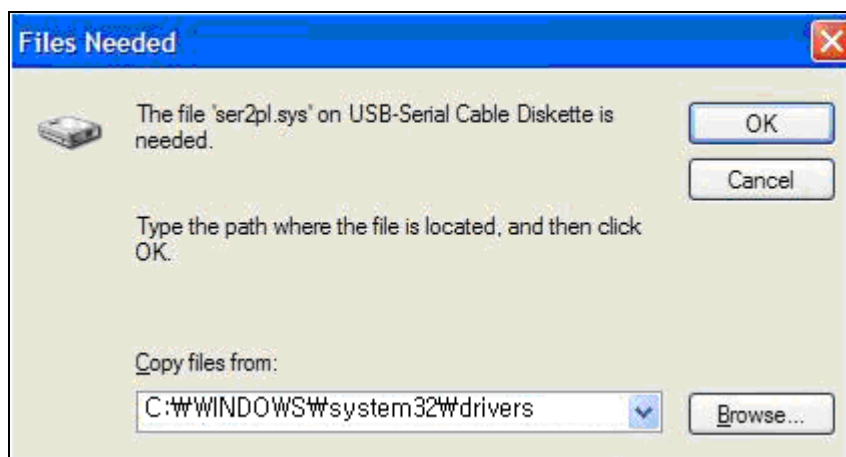 Files Needed
The file 'ser2pl.sys' on USB-Serial Cable Diskette is
needed.
OK
Cancel
Type the path where the file is located, and then click
OK.
Copy files from:
C:₩WINDOWS₩system32₩drivers
Browse...